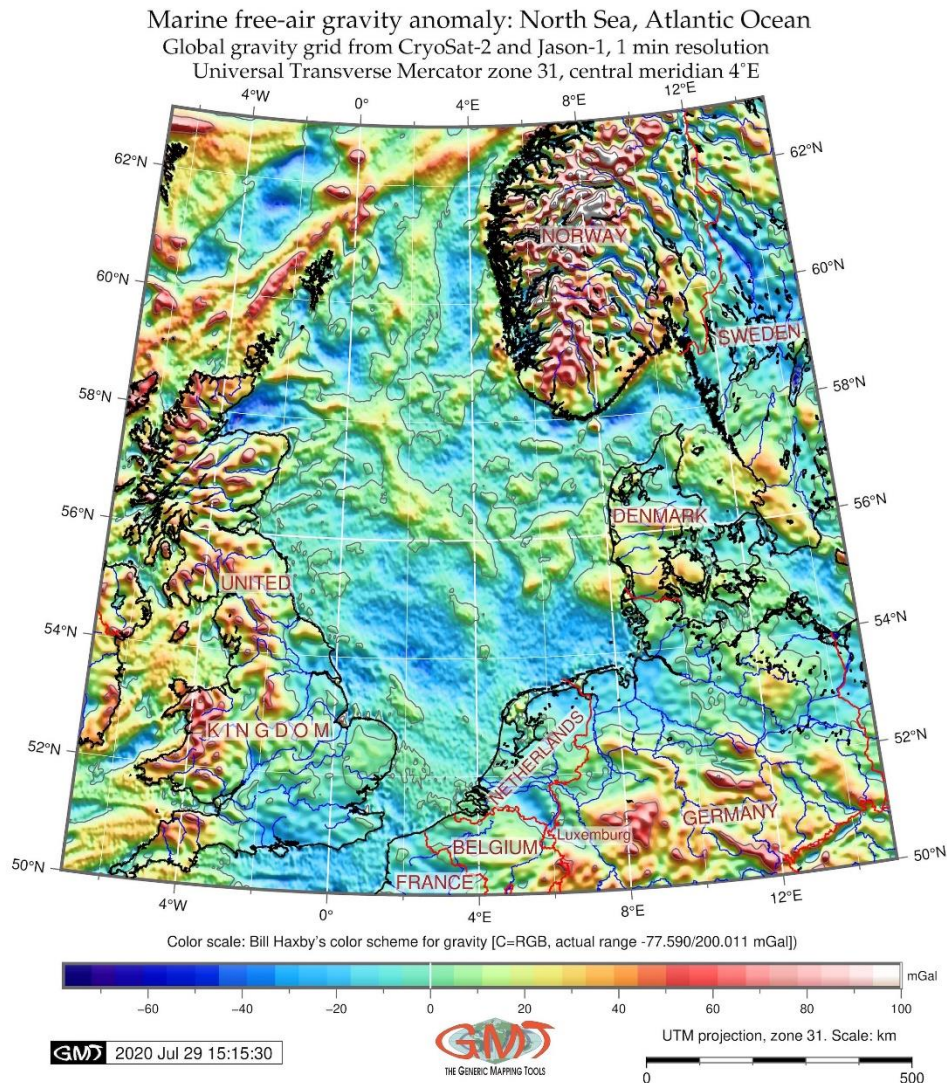 Marine free-air gravity anomaly: North Sea, Atlantic Ocean
Global gravity grid from CryoSat-2 and Jason-1, 1 min resolution
Universal Transverse Mercator zone 31, central meridian 4°E
4°W 0° 4°E 8°E 12°E
62°N 62°N
NORWAY
60°N 60°N
SWEDEN
58°N 58°N
56°N 56°N
DENMARK
UNITED
54°N 54°N
KINGDOM
52°N 52°N
NETHERLANDS
GERMANY
Luxemburg
BELGIUM
50°N 50°N
FRANCE
4°W 0° 4°E 8°E 12°E
Color scale: Bill Haxby's color scheme for gravity [C=RGB, actual range -77.590/200.011 mGal])
mGal
−60 −40 −20 0 20 40 60 80 100
GMT 2020 Jul 29 15:15:30
GMT
THE GENERIC MAPPING TOOLS
UTM projection, zone 31. Scale: km
0 500